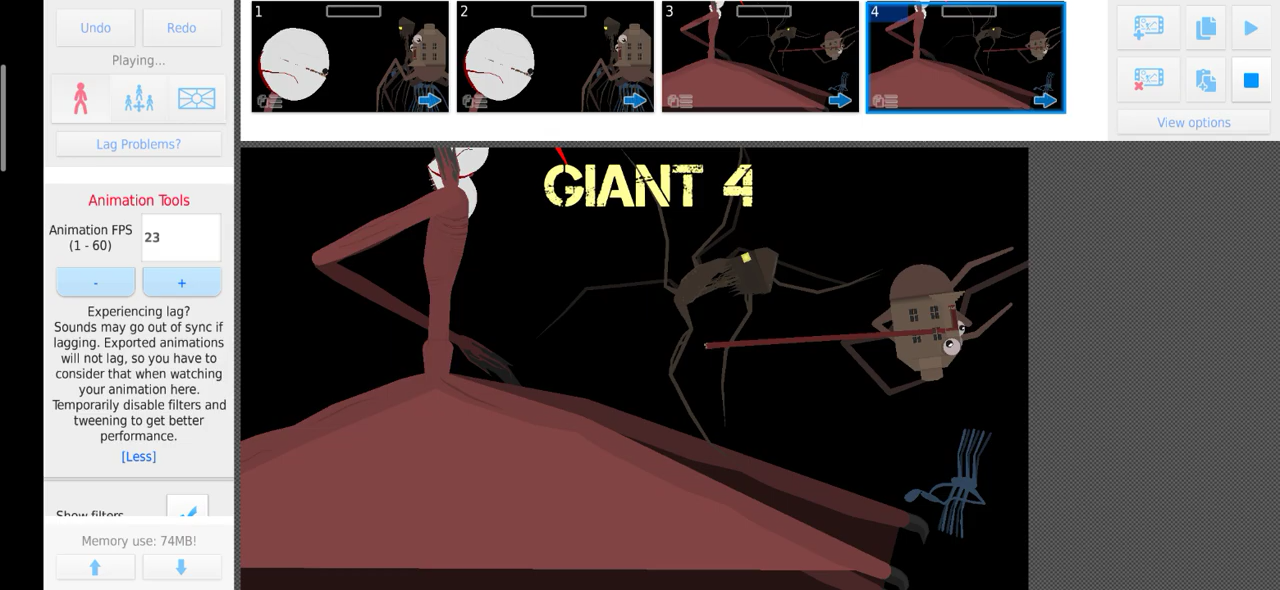 Undo
Redo
Playing...
Lag Problems?
Animation Tools
Animation FPS
(1 - 60)
23
-
+
Experiencing lag?
Sounds may go out of sync if
lagging. Exported animations
will not lag, so you have to
consider that when watching
your animation here.
Temporarily disable filters and
tweening to get better
performance.
[Less]
Show filters
Memory use: 74MB!
1
2
3
4
View options
GIANT 4